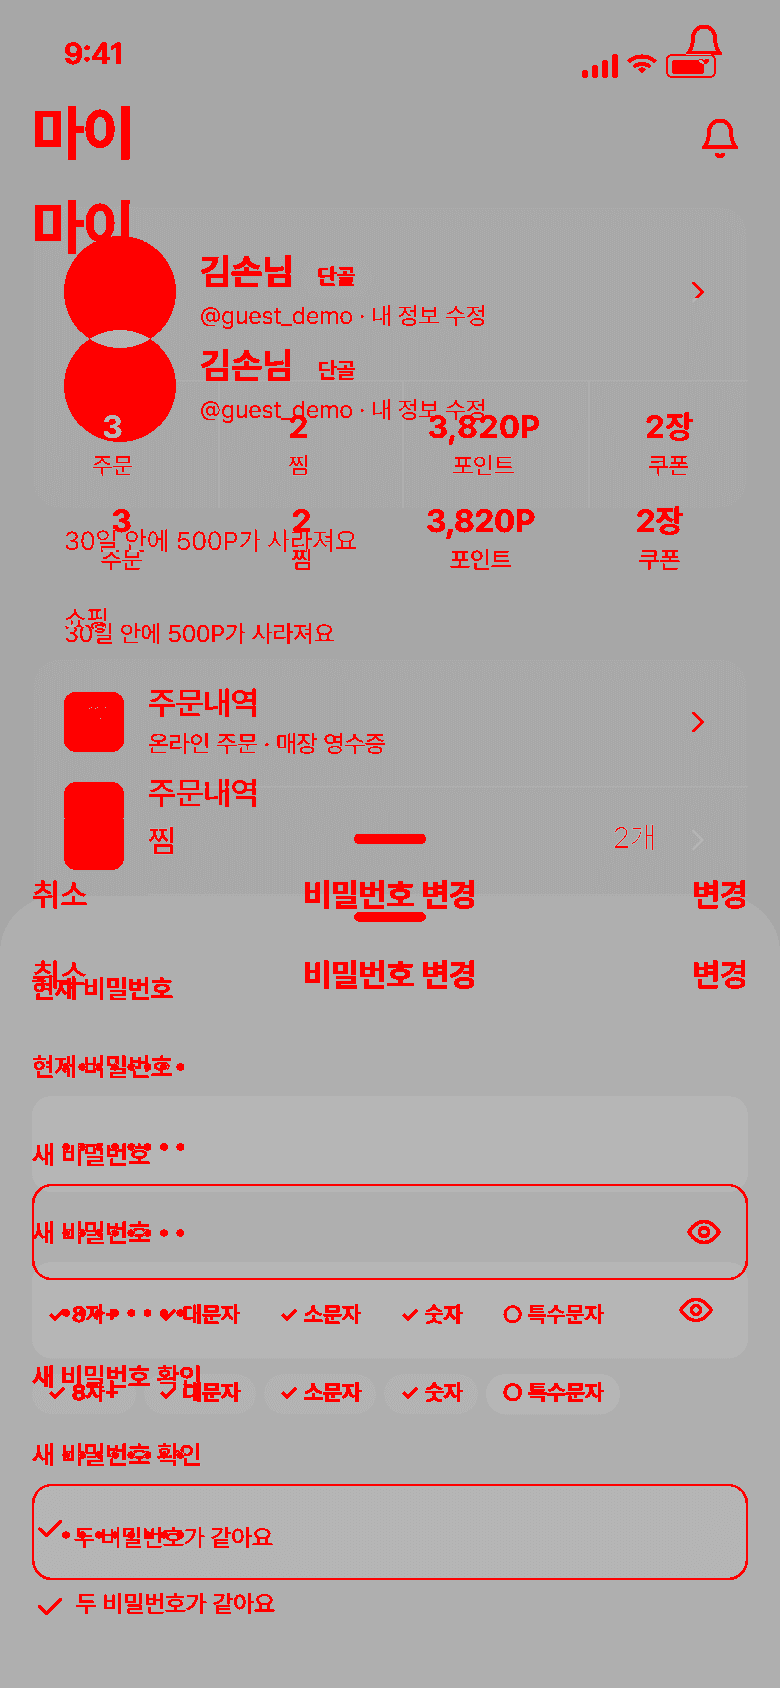 9:41
마이
마이
김손님 단골
@guest_demo · 내 정보 수정
김손님 단골
@guest_demo · 내 정보 수정
3 2 3,820P 2장
주문 찜 포인트 쿠폰
3 2 3,820P 2장
30일 안에 500P가 사라져요
주문 찜 포인트 쿠폰
쇼핑
30일 안에 500P가 사라져요
주문내역
온라인 주문 · 매장 영수증
주문내역
찜 2개
취소 비밀번호 변경 변경
취소 비밀번호 변경 변경
현재 비밀번호
현재 비밀번호
새 비밀번호
새 비밀번호
8자+ 대문자 소문자 숫자 특수문자
새 비밀번호 확인
8자+ 대문자 소문자 숫자 특수문자
새 비밀번호 확인
두 비밀번호가 같아요
두 비밀번호가 같아요